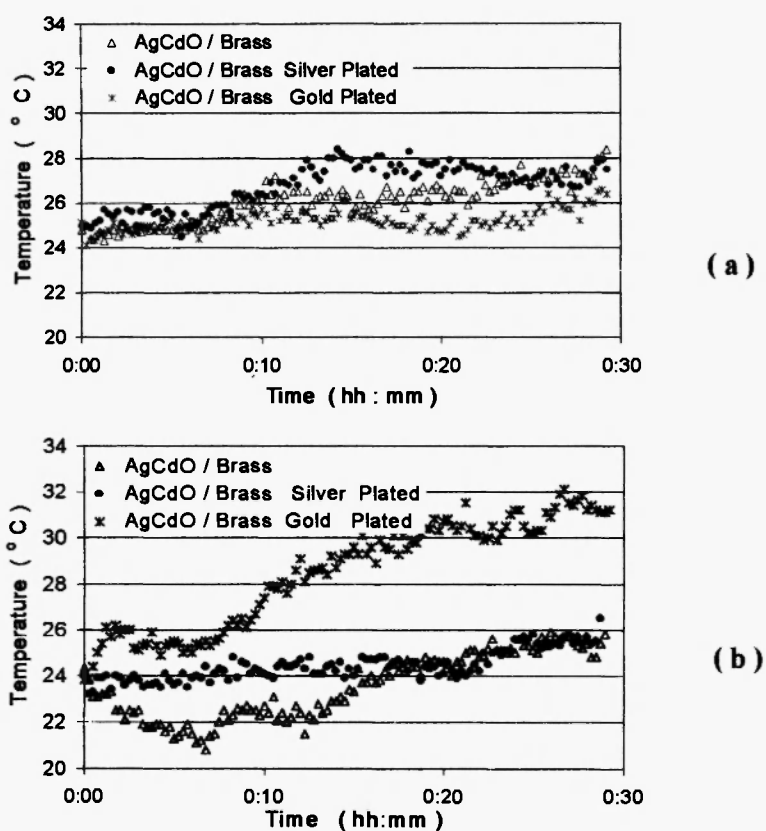 34
32
30
28
26
24
22
20
Temperature ( ° C )
△ AgCdO / Brass
● AgCdO / Brass Silver Plated
✳ AgCdO / Brass Gold Plated
0:00 0:10 0:20 0:30
Time ( hh : mm )
( a )
34
32
30
28
26
24
22
20
Temperature ( ° C )
△ AgCdO / Brass
● AgCdO / Brass Silver Plated
✳ AgCdO / Brass Gold Plated
0:00 0:10 0:20 0:30
Time ( hh:mm )
( b )